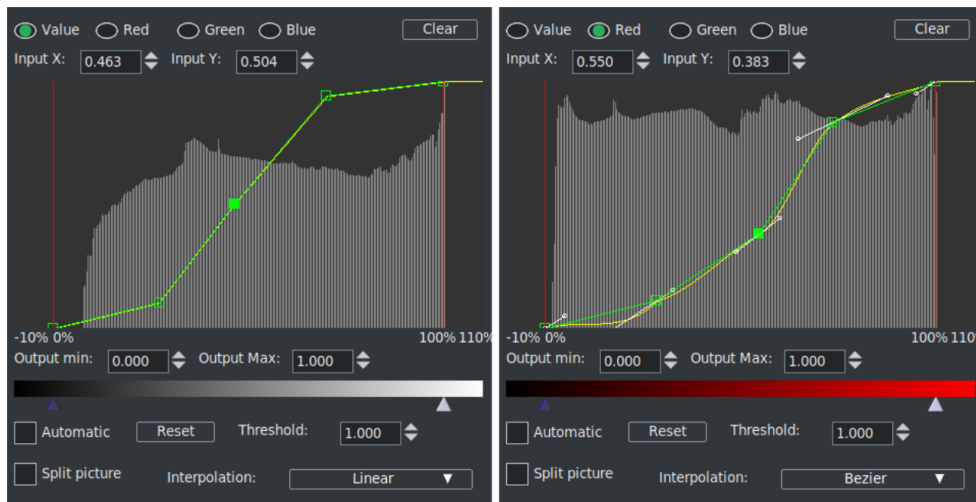 Value Red Green Blue Clear
Input X: 0.463 Input Y: 0.504
-10% 0% 100% 110%
Output min: 0.000 Output Max: 1.000
Automatic Reset Threshold: 1.000
Split picture Interpolation: Linear ▼
Value Red Green Blue Clear
Input X: 0.550 Input Y: 0.383
-10% 0% 100% 110
Output min: 0.000 Output Max: 1.000
Automatic Reset Threshold: 1.000
Split picture Interpolation: Bezier ▼